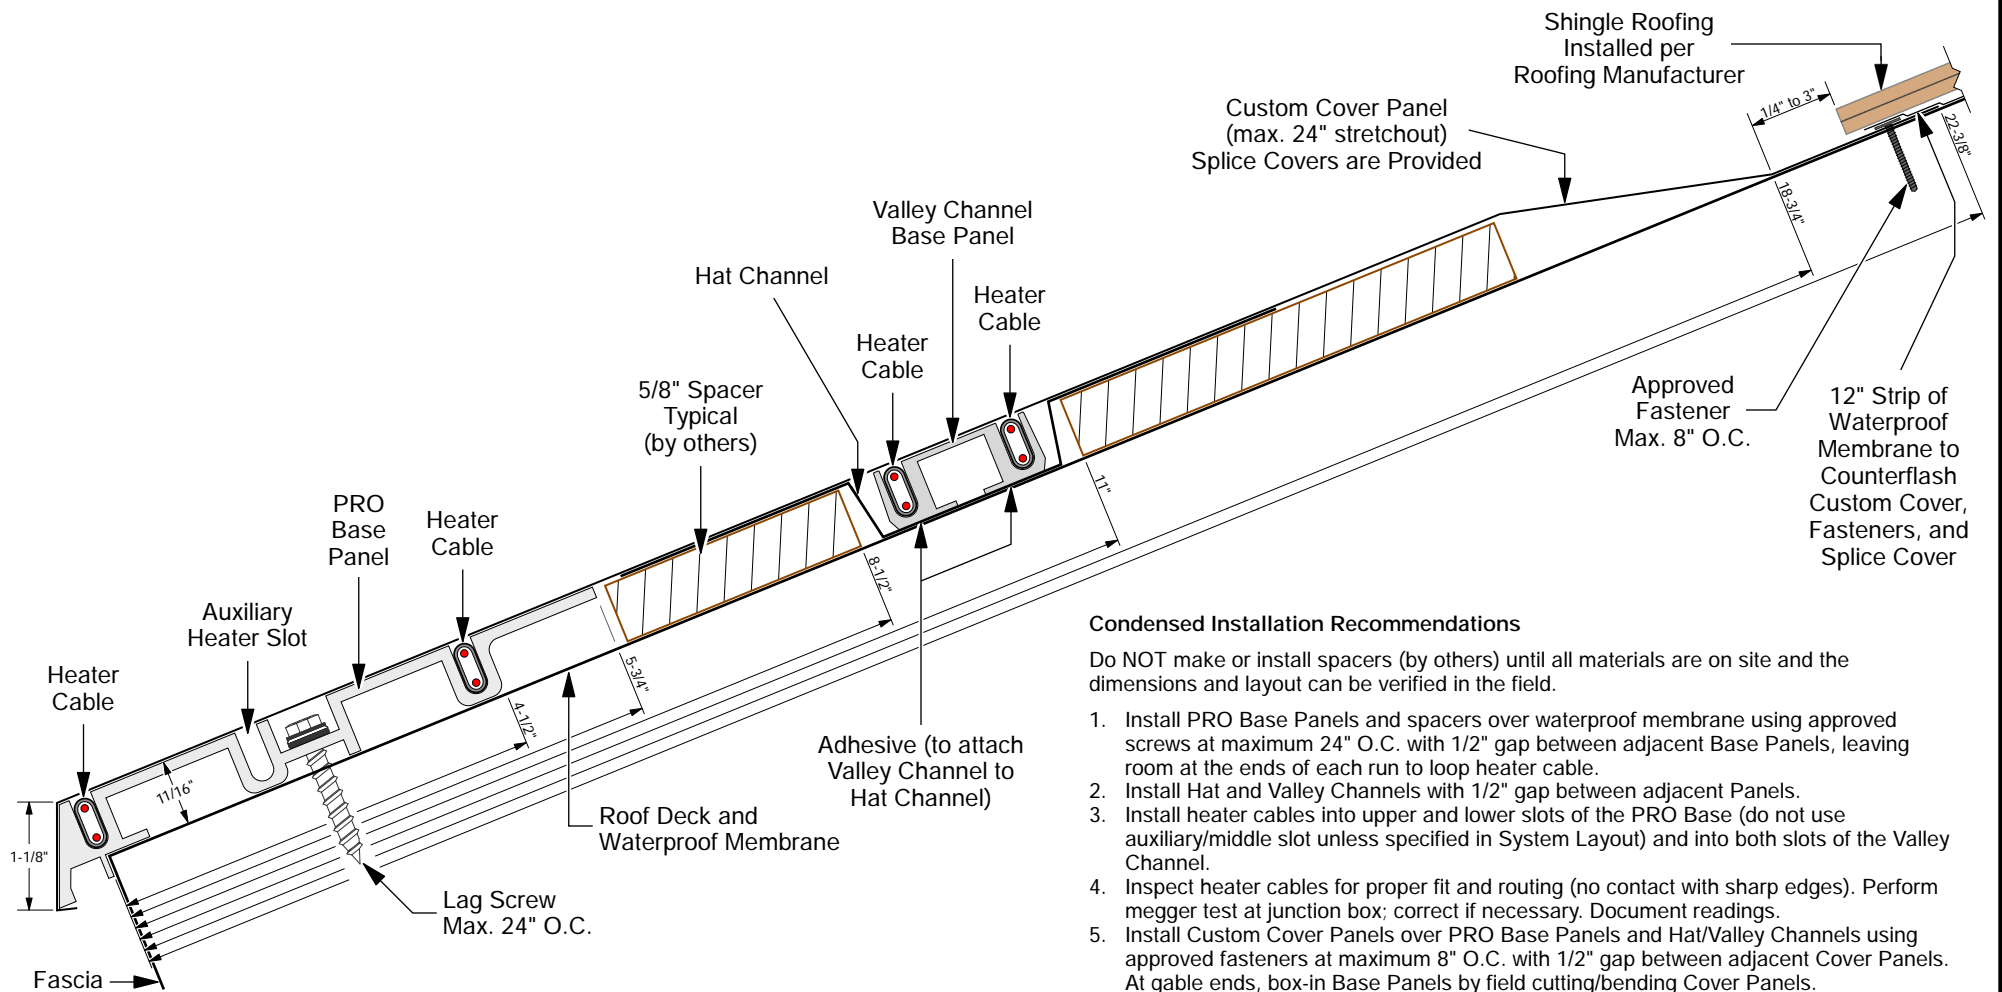 Shingle Roofing
Installed per
Roofing Manufacturer
1/4" to 3"
22-3/8"
Custom Cover Panel
(max. 24" stretchout)
Splice Covers are Provided
18-3/4"
Valley Channel
Base Panel
Hat Channel
Heater
Cable
Heater
Cable
5/8" Spacer
Typical
(by others)
Approved
Fastener
Max. 8" O.C.
12" Strip of
Waterproof
Membrane to
Counterflash
Custom Cover,
Fasteners, and
Splice Cover
11"
PRO
Base
Panel
Heater
Cable
8-1/2"
Auxiliary
Heater Slot
5-3/4"
4-1/2"
Heater
Cable
11/16"
1-1/8"
Adhesive (to attach
Valley Channel to
Hat Channel)
Roof Deck and
Waterproof Membrane
Lag Screw
Max. 24" O.C.
Fascia
Condensed Installation Recommendations
Do NOT make or install spacers (by others) until all materials are on site and the
dimensions and layout can be verified in the field.
1. Install PRO Base Panels and spacers over waterproof membrane using approved
screws at maximum 24" O.C. with 1/2" gap between adjacent Base Panels, leaving
room at the ends of each run to loop heater cable.
2. Install Hat and Valley Channels with 1/2" gap between adjacent Panels.
3. Install heater cables into upper and lower slots of the PRO Base (do not use
auxiliary/middle slot unless specified in System Layout) and into both slots of the Valley
Channel.
4. Inspect heater cables for proper fit and routing (no contact with sharp edges). Perform
megger test at junction box; correct if necessary. Document readings.
5. Install Custom Cover Panels over PRO Base Panels and Hat/Valley Channels using
approved fasteners at maximum 8" O.C. with 1/2" gap between adjacent Cover Panels.
At gable ends, box-in Base Panels by field cutting/bending Cover Panels.